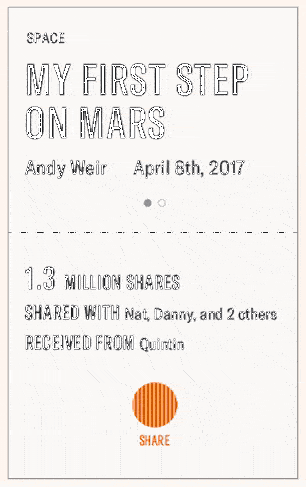 SPACE
MY FIRST STEP
ON MARS
Andy Weir April 8th, 2017
1.3 MILLION SHARES
SHARED WITH Nat, Danny, and 2 others
RECEIVED FROM Quintin
SHARE